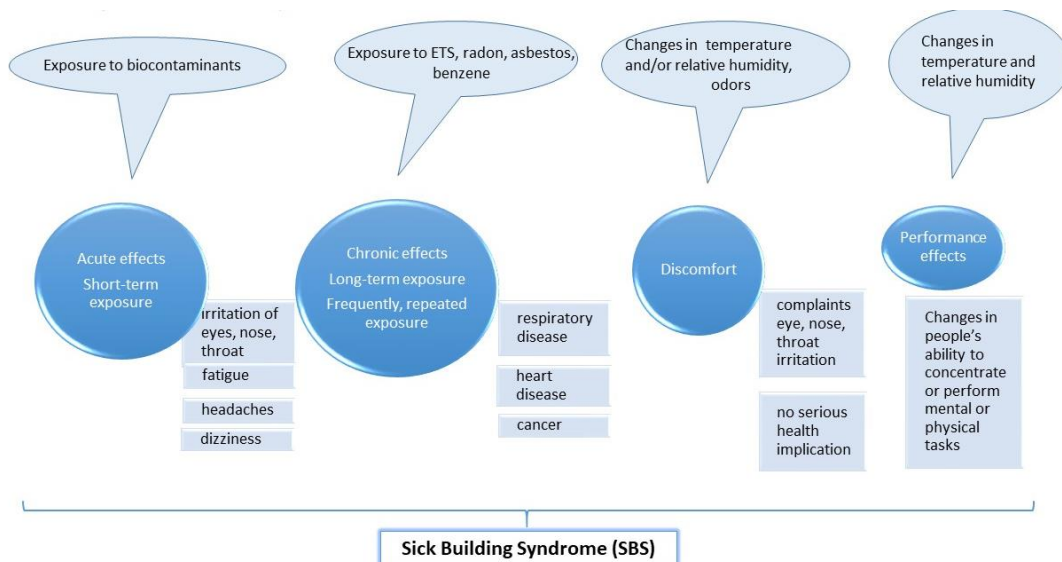 Exposure to biocontaminants
Exposure to ETS, radon, asbestos,
benzene
Changes in temperature
and/or relative humidity,
odors
Changes in
temperature and
relative humidity
Acute effects
Short-term
exposure
irritation of
eyes, nose,
throat
fatigue
headaches
dizziness
Chronic effects
Long-term exposure
Frequently, repeated
exposure
respiratory
disease
heart
disease
cancer
Discomfort
complaints
eye, nose,
throat
irritation
no serious
health
implication
Performance
effects
Changes in
people's
ability to
concentrate
or perform
mental or
physical
tasks
Sick Building Syndrome (SBS)